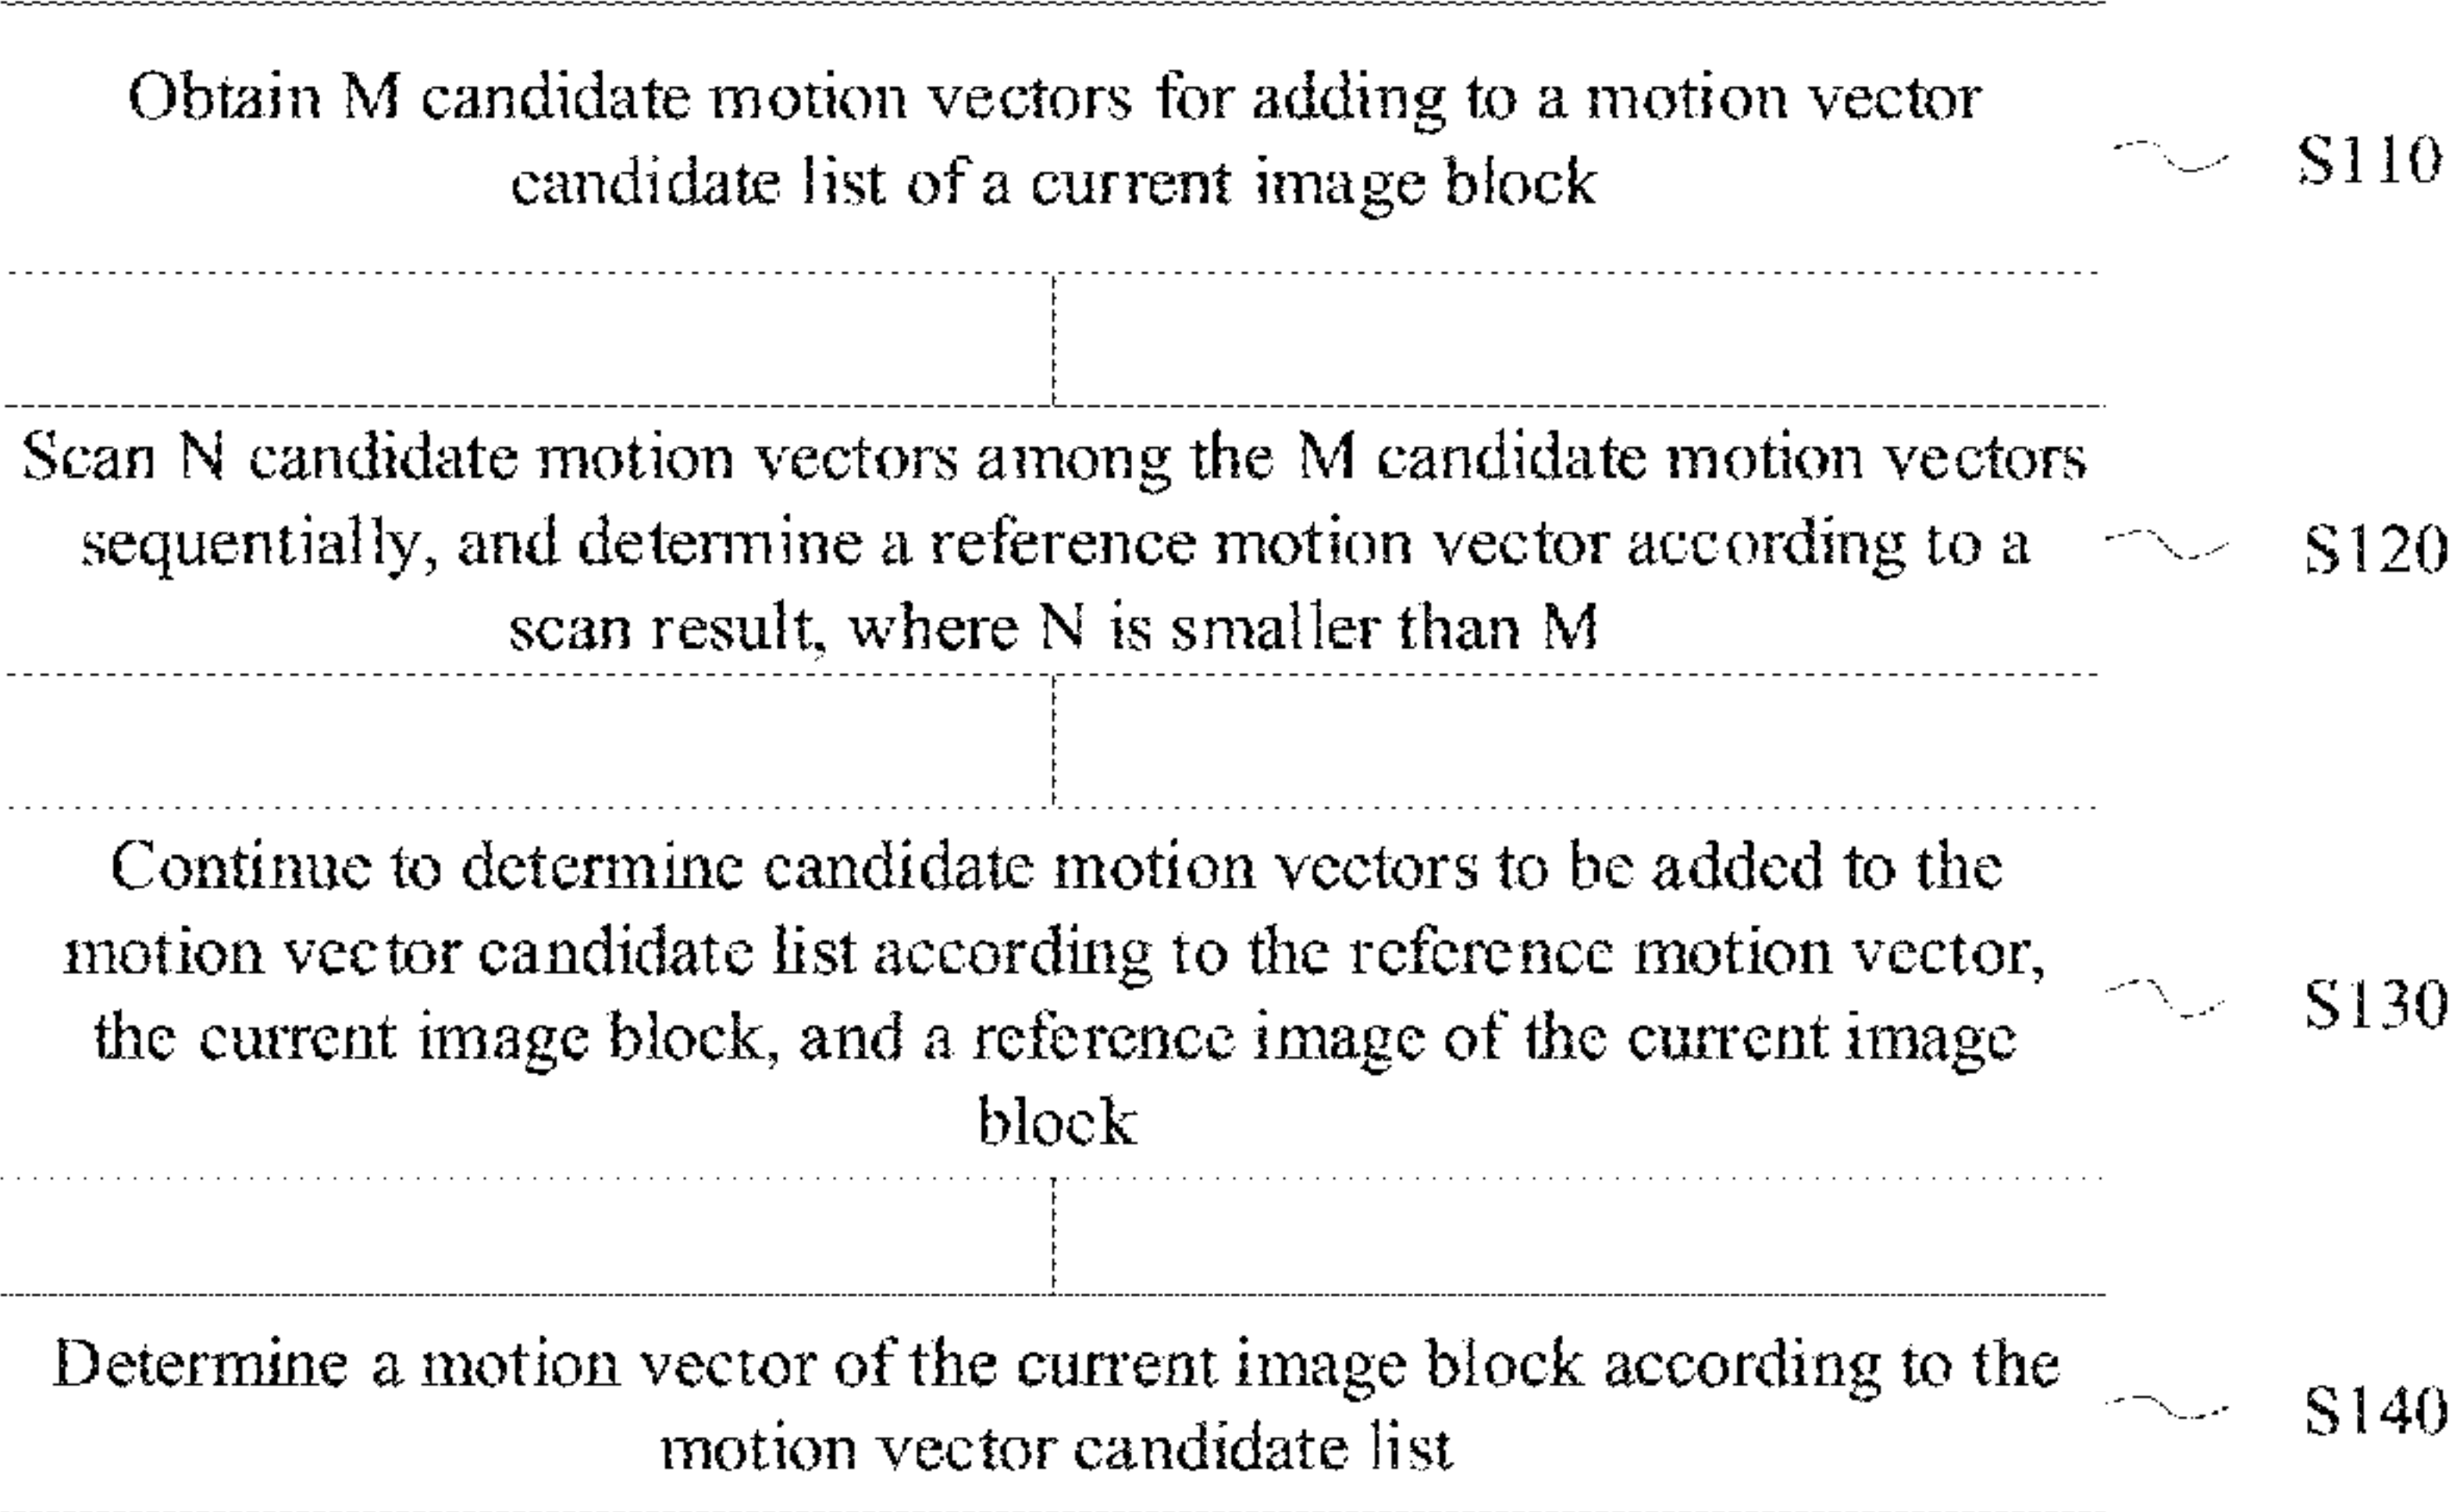 Obtain M candidate motion vectors for adding to a motion vector
candidate list of a current image block
S110
Scan N candidate motion vectors among the M candidate motion vectors
sequentially, and determine a reference motion vector according to a
scan result, where N is smaller than M
S120
Continue to determine candidate motion vectors to be added to the
motion vector candidate list according to the reference motion vector,
the current image block, and a reference image of the current image
block
S130
Determine a motion vector of the current image block according to the
motion vector candidate list
S140